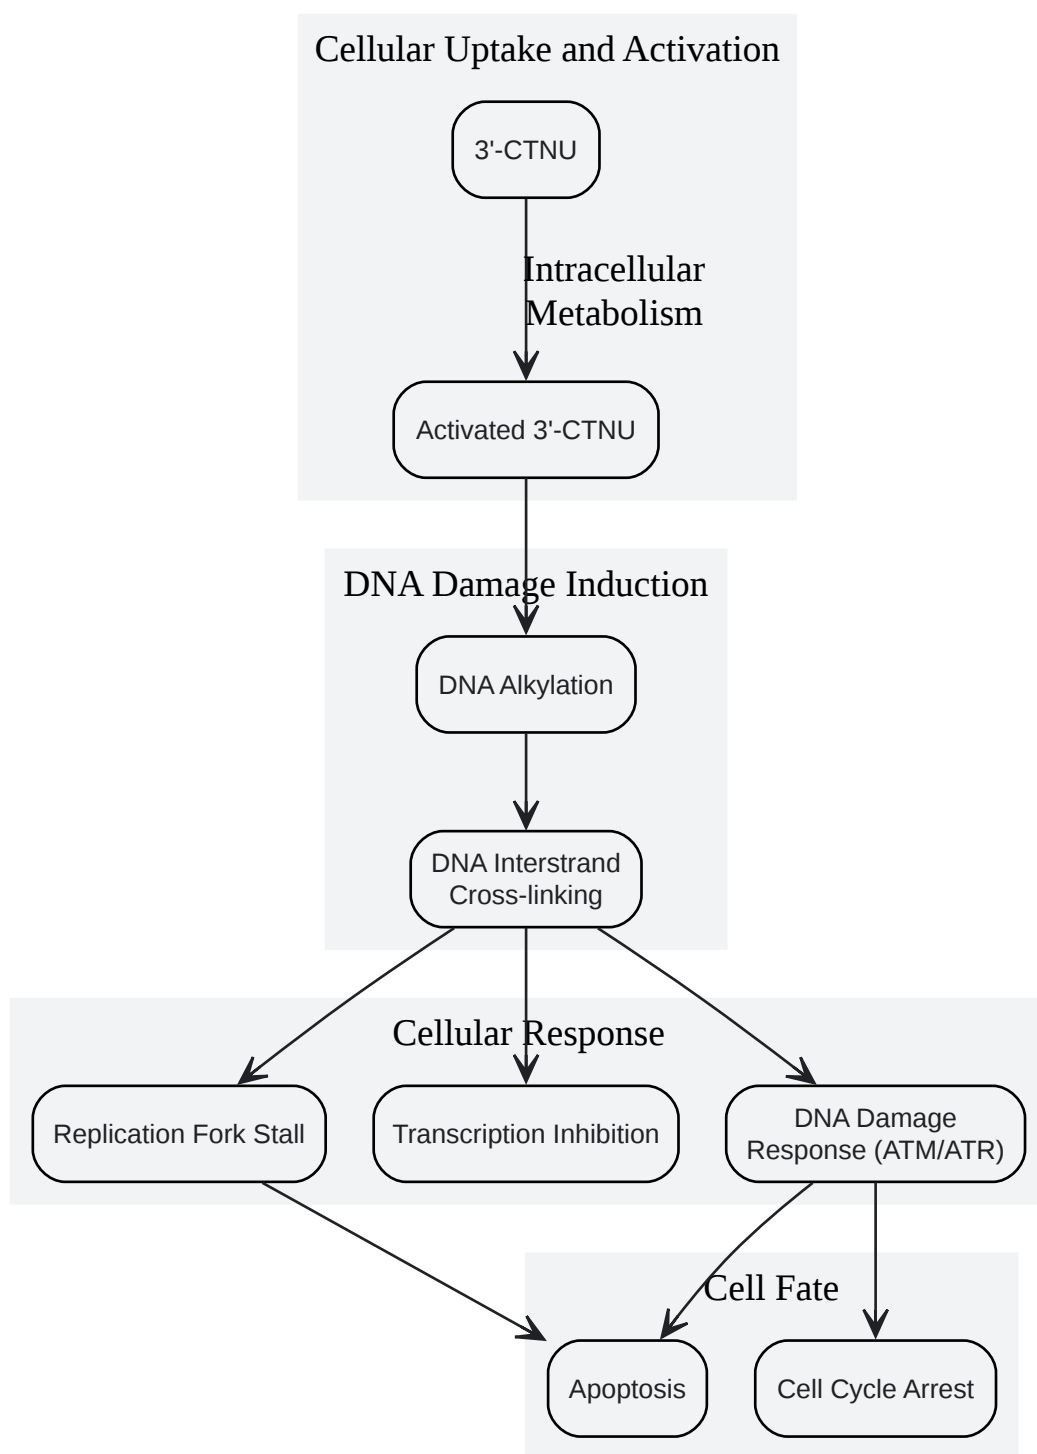 Cellular Uptake and Activation
3'-CTNU
Intracellular
Metabolism
Activated 3'-CTNU
DNA Damage Induction
DNA Alkylation
DNA Interstrand
Cross-linking
Cellular Response
Replication Fork Stall
Transcription Inhibition
DNA Damage
Response (ATM/ATR)
Cell Fate
Apoptosis
Cell Cycle Arrest